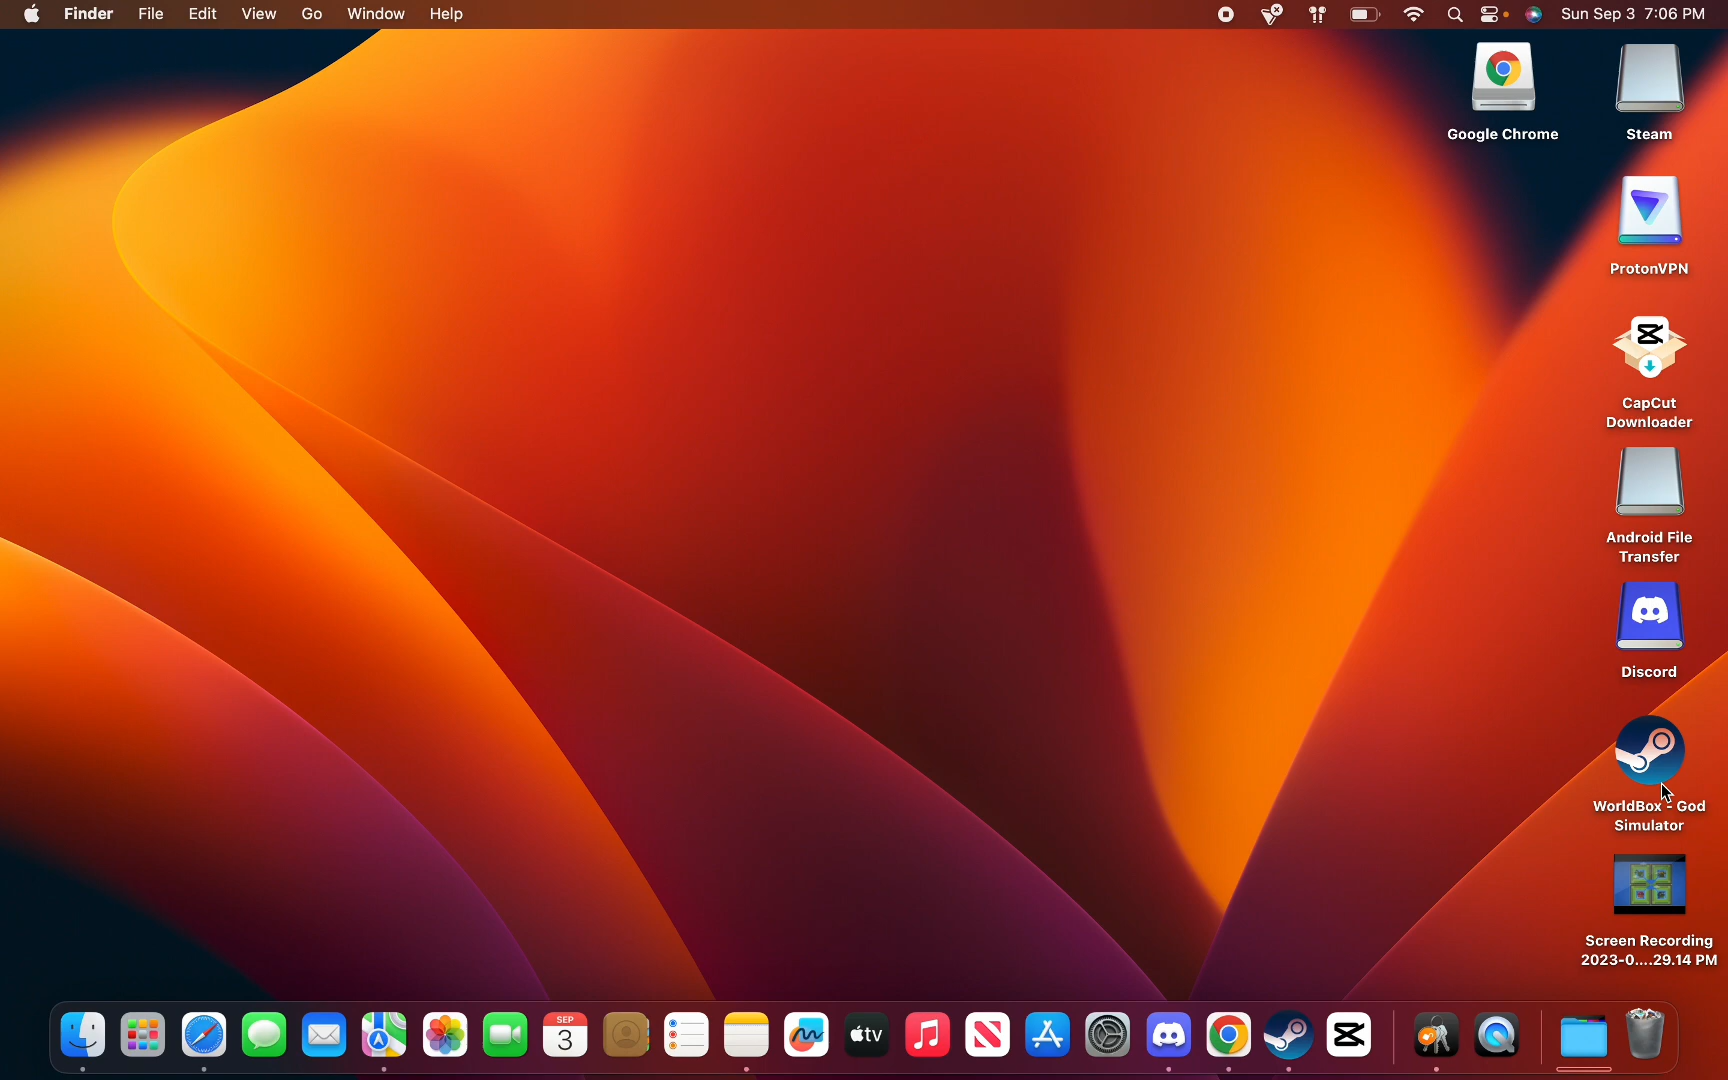 Finder File Edit View Go Window Help Sun Sep 3 7:06 PM
Google Chrome
Steam
ProtonVPN
CapCut
Downloader
Android File
Transfer
Discord
WorldBox - God
Simulator
Screen Recording
2023-0....29.14 PM
SEP
3
tv